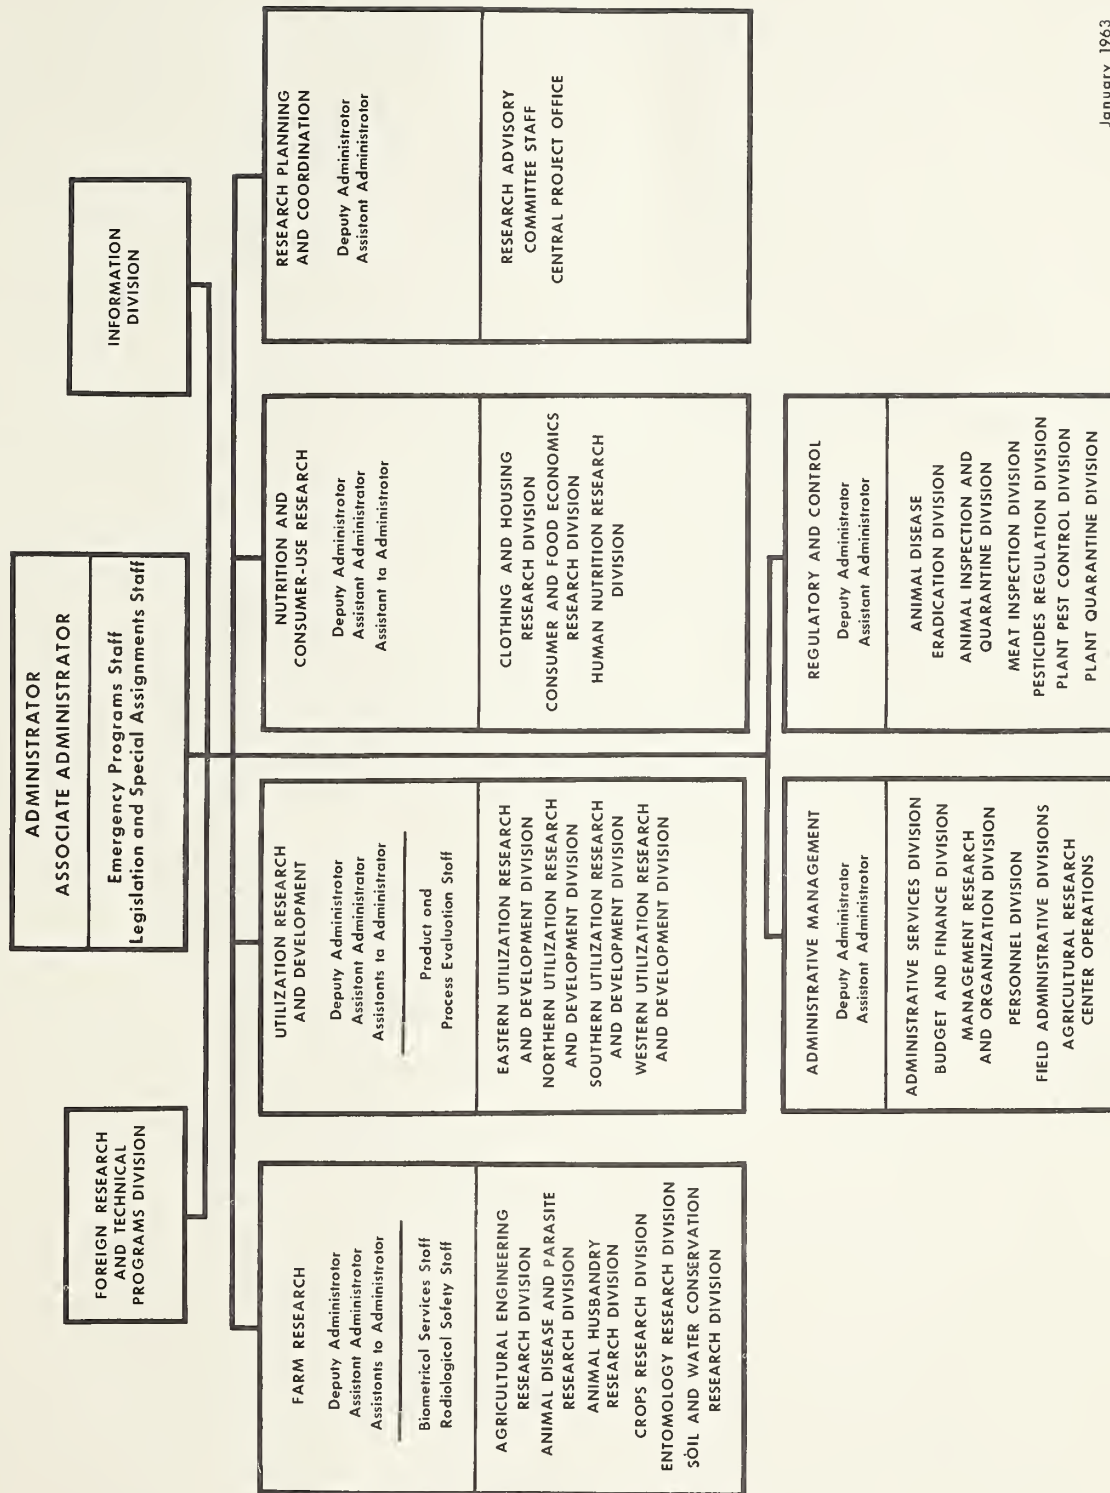 ADMINISTRATOR
ASSOCIATE ADMINISTRATOR
Emergency Programs Staff
Legislation and Special Assignments Staff
FOREIGN RESEARCH
AND TECHNICAL
PROGRAMS DIVISION
INFORMATION
DIVISION
FARM RESEARCH
Deputy Administrator
Assistant Administrator
Assistants to Administrator
Biometrical Services Staff
Radiological Safety Staff
AGRICULTURAL ENGINEERING
RESEARCH DIVISION
ANIMAL DISEASE AND PARASITE
RESEARCH DIVISION
ANIMAL HUSBANDRY
RESEARCH DIVISION
CROPS RESEARCH DIVISION
ENTOMOLOGY RESEARCH DIVISION
SOIL AND WATER CONSERVATION
RESEARCH DIVISION
UTILIZATION RESEARCH
AND DEVELOPMENT
Deputy Administrator
Assistant Administrator
Assistants to Administrator
Product and
Process Evaluation Staff
EASTERN UTILIZATION RESEARCH
AND DEVELOPMENT DIVISION
NORTHERN UTILIZATION RESEARCH
AND DEVELOPMENT DIVISION
SOUTHERN UTILIZATION RESEARCH
AND DEVELOPMENT DIVISION
WESTERN UTILIZATION RESEARCH
AND DEVELOPMENT DIVISION
NUTRITION AND
CONSUMER-USE RESEARCH
Deputy Administrator
Assistant Administrator
Assistant to Administrator
CLOTHING AND HOUSING
RESEARCH DIVISION
CONSUMER AND FOOD ECONOMICS
RESEARCH DIVISION
HUMAN NUTRITION RESEARCH
DIVISION
RESEARCH PLANNING
AND COORDINATION
Deputy Administrator
Assistant Administrator
RESEARCH ADVISORY
COMMITTEE STAFF
CENTRAL PROJECT OFFICE
ADMINISTRATIVE MANAGEMENT
Deputy Administrator
Assistant Administrator
ADMINISTRATIVE SERVICES DIVISION
BUDGET AND FINANCE DIVISION
MANAGEMENT RESEARCH
AND ORGANIZATION DIVISION
PERSONNEL DIVISION
FIELD ADMINISTRATIVE DIVISIONS
AGRICULTURAL RESEARCH
CENTER OPERATIONS
REGULATORY AND CONTROL
Deputy Administrator
Assistant Administrator
ANIMAL DISEASE
ERADICATION DIVISION
ANIMAL INSPECTION AND
QUARANTINE DIVISION
MEAT INSPECTION DIVISION
PESTICIDES REGULATION DIVISION
PLANT PEST CONTROL DIVISION
PLANT QUARANTINE DIVISION
January 1963